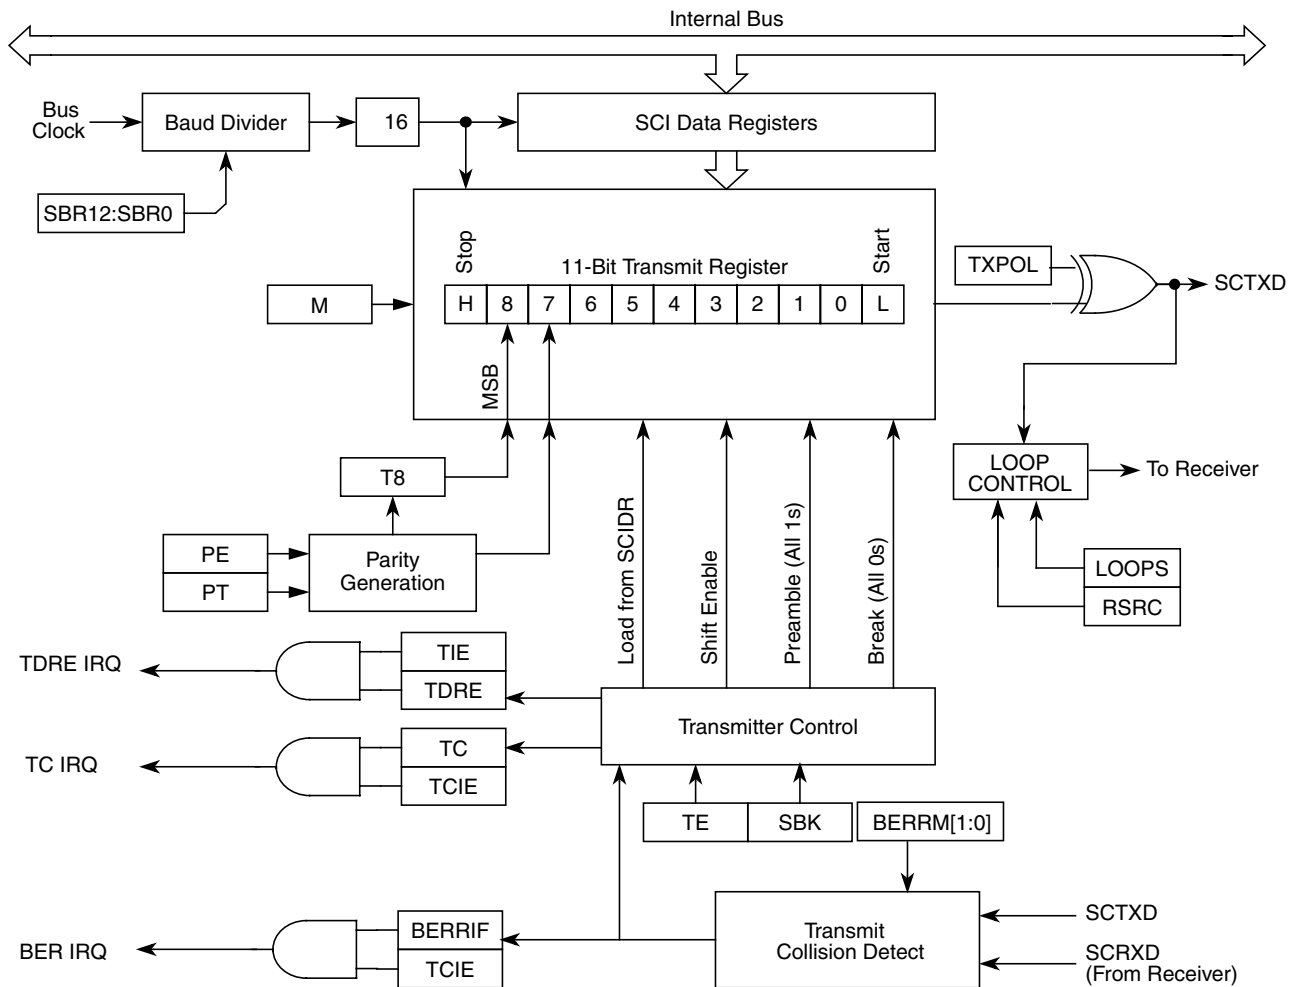 Internal Bus
Bus
Clock
Baud Divider
16
SCI Data Registers
SBR12:SBR0
Stop
11-Bit Transmit Register
Start
M
H 8 7 6 5 4 3 2 1 0 L
MSB
TXPOL
SCTXD
LOOP
CONTROL
To Receiver
LOOPS
RSRC
T8
PE
PT
Parity
Generation
Load from SCIDR
Shift Enable
Preamble (All 1s)
Break (All 0s)
TDRE IRQ
TIE
TDRE
Transmitter Control
TC IRQ
TC
TCIE
TE
SBK
BERRM[1:0]
BER IRQ
BERRIF
TCIE
Transmit
Collision Detect
SCTXD
SCRXD
(From Receiver)